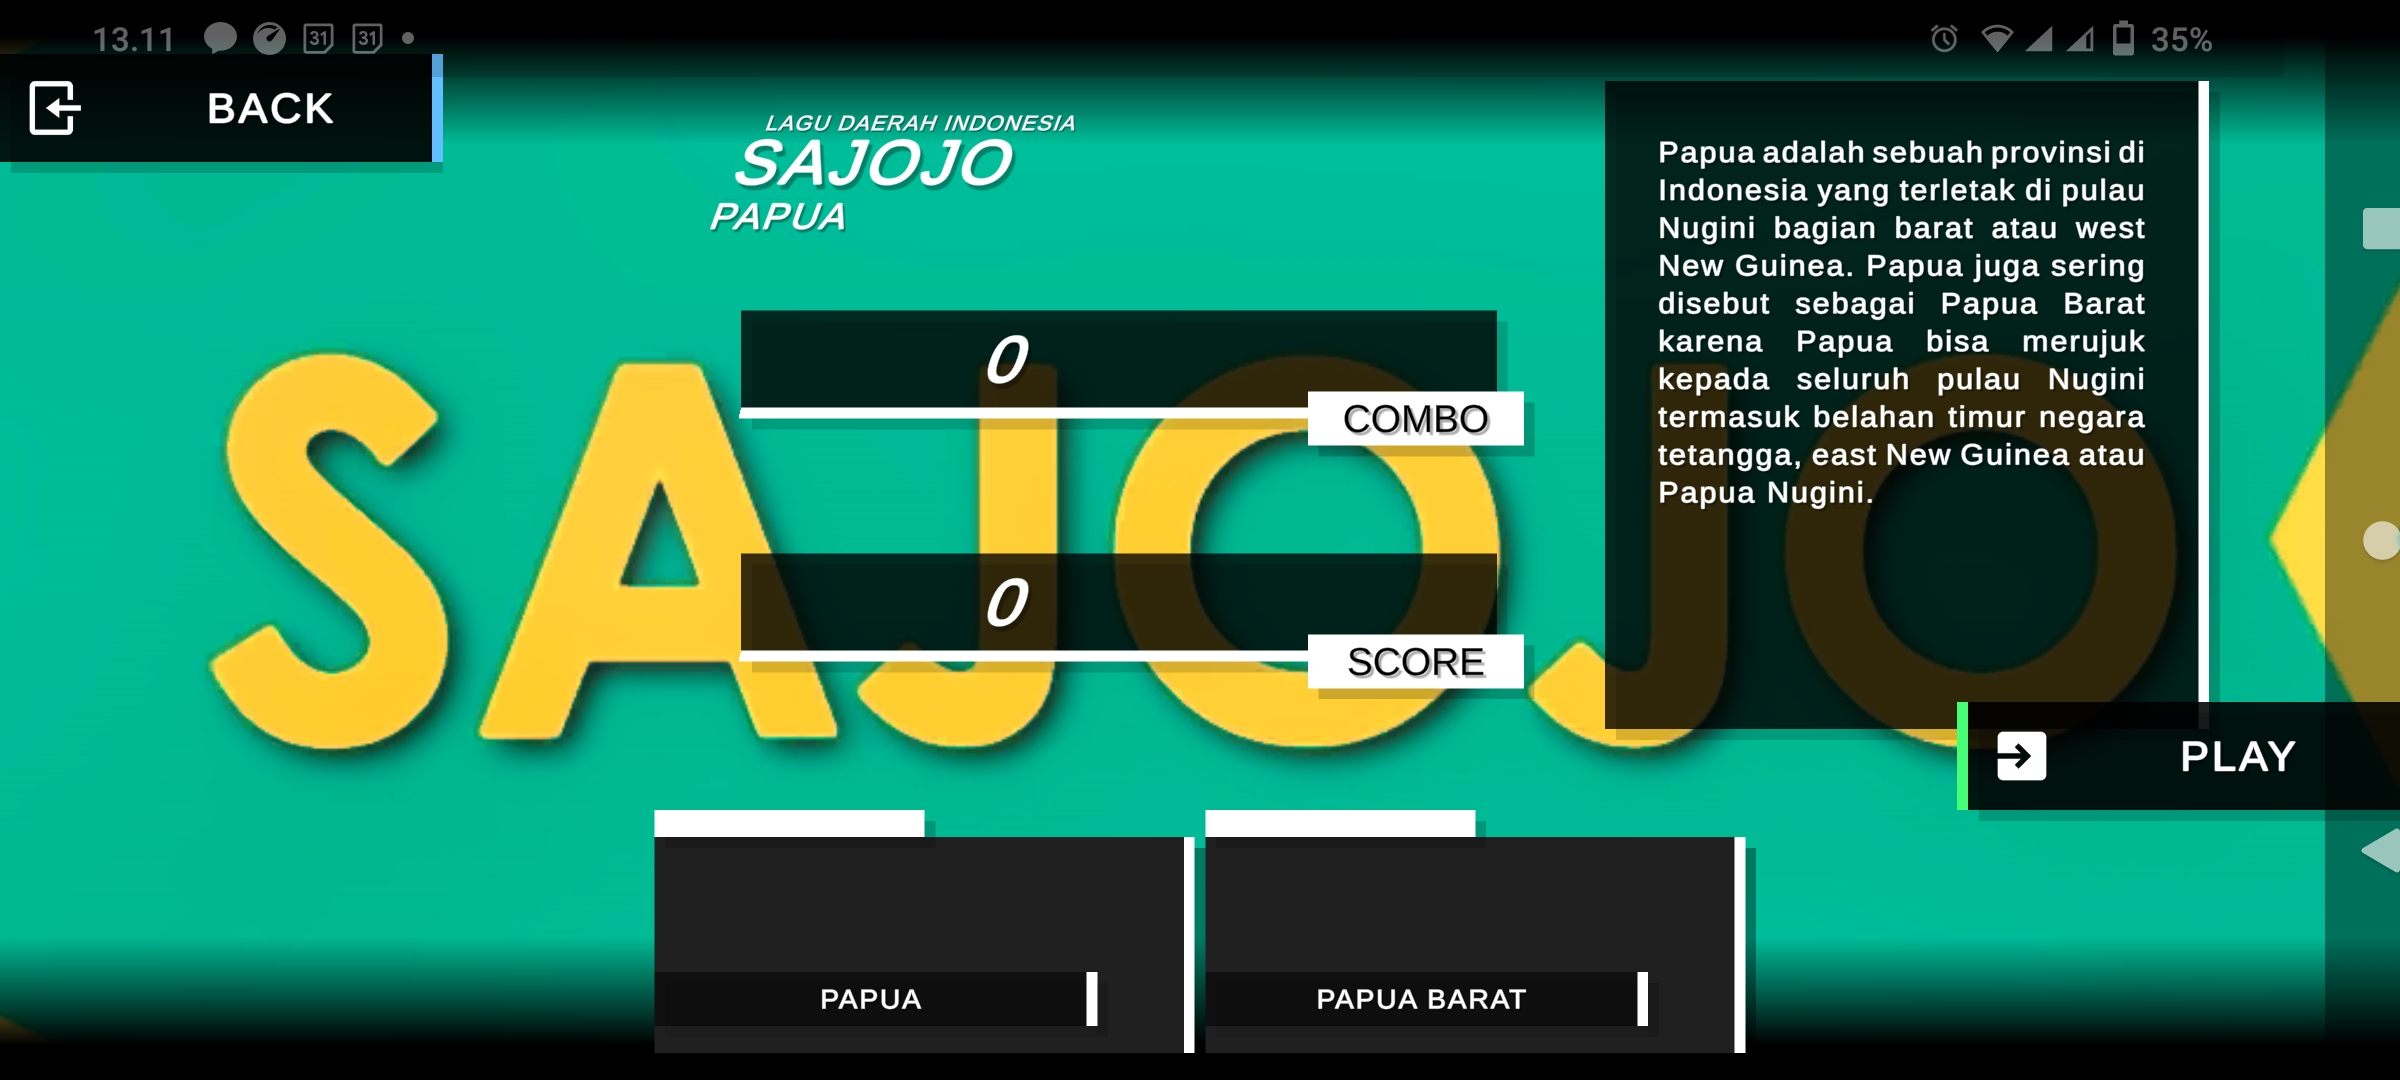 13.11
31
31
35%
BACK
LAGU DAERAH INDONESIA
SAJOJO
PAPUA
Papua adalah sebuah provinsi di
Indonesia yang terletak di pulau
Nugini bagian barat atau west
New Guinea. Papua juga sering
disebut sebagai Papua Barat
karena Papua bisa merujuk
kepada seluruh pulau Nugini
termasuk belahan timur negara
tetangga, east New Guinea atau
Papua Nugini.
0
COMBO
SAJOJO
0
SCORE
PLAY
PAPUA
PAPUA BARAT